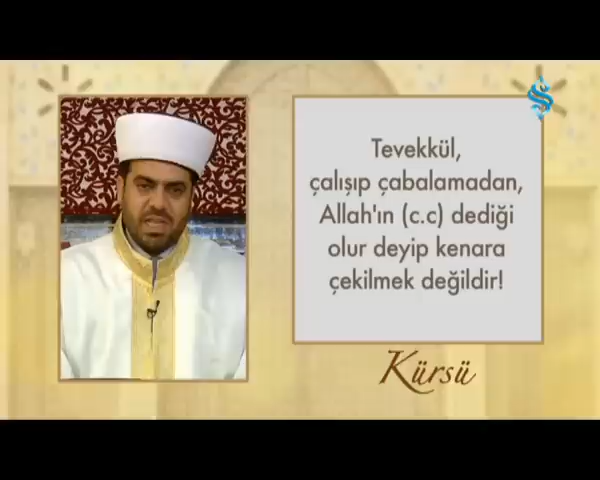 Tevekkül,
çalışıp çabalamadan,
Allah'ın (c.c) dediği
olur deyip kenara
çekilmek değildir!
Kürsü